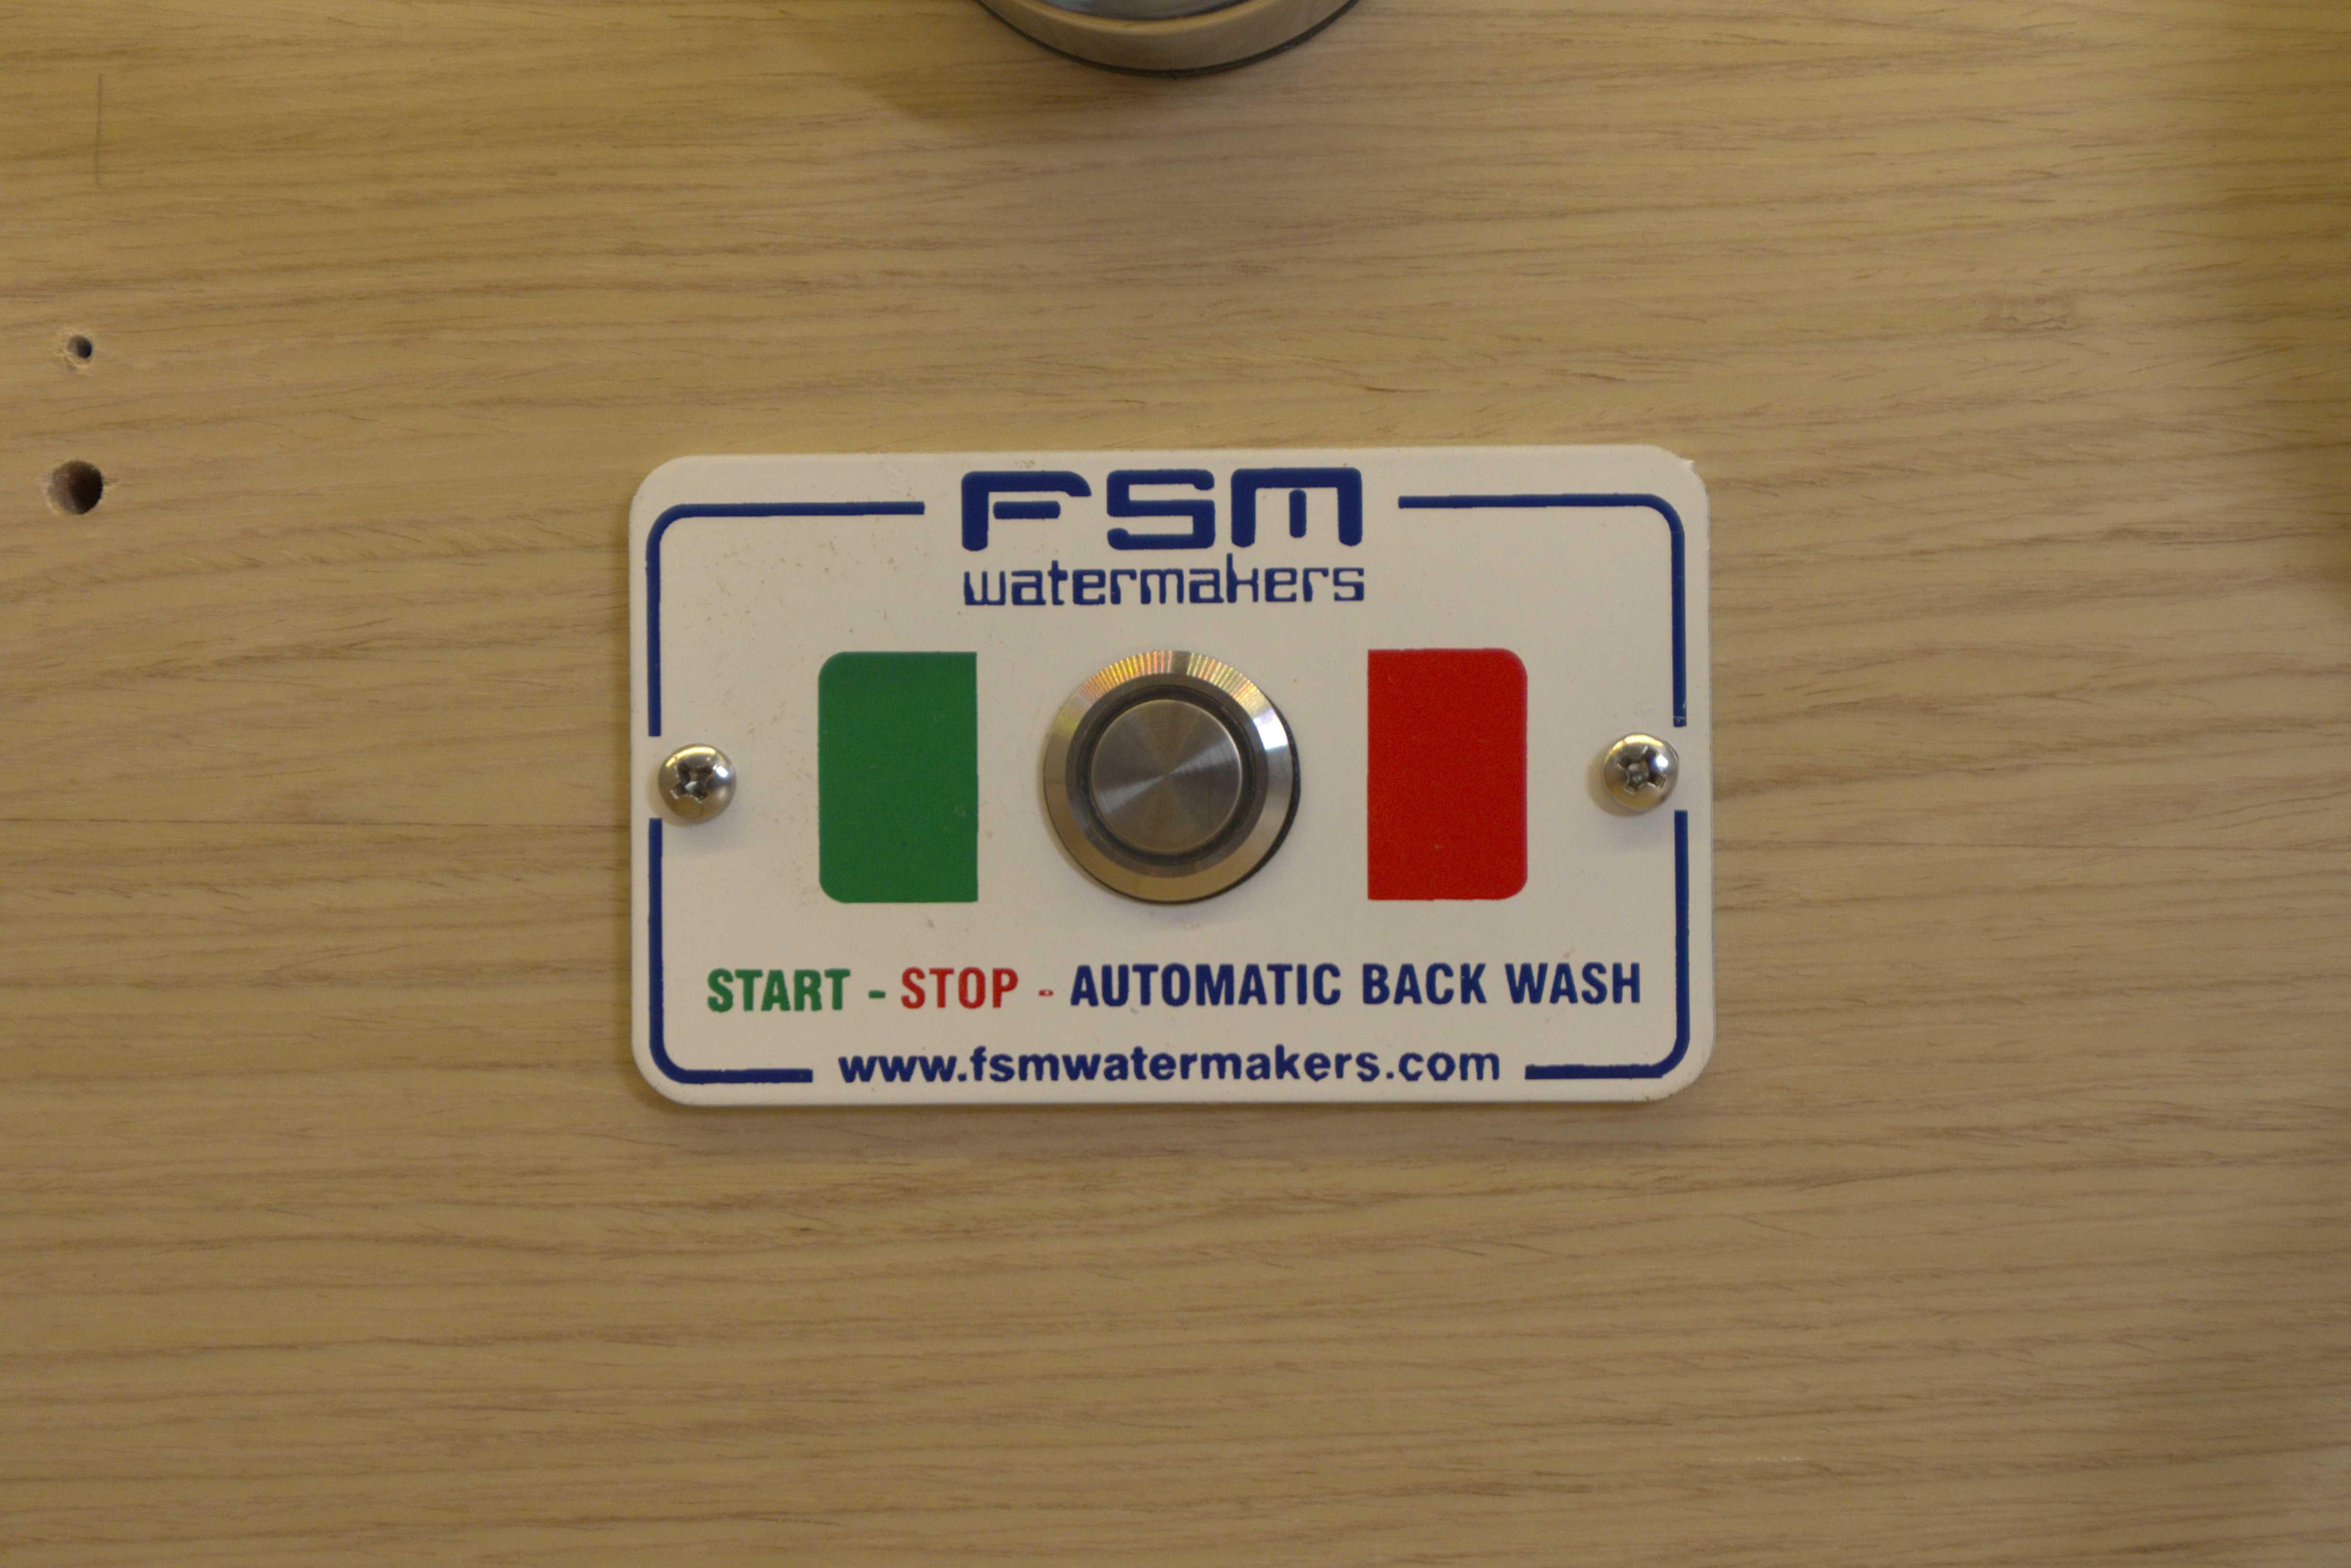 FSM
watermakers
START - STOP - AUTOMATIC BACK WASH
www.fsmwatermakers.com